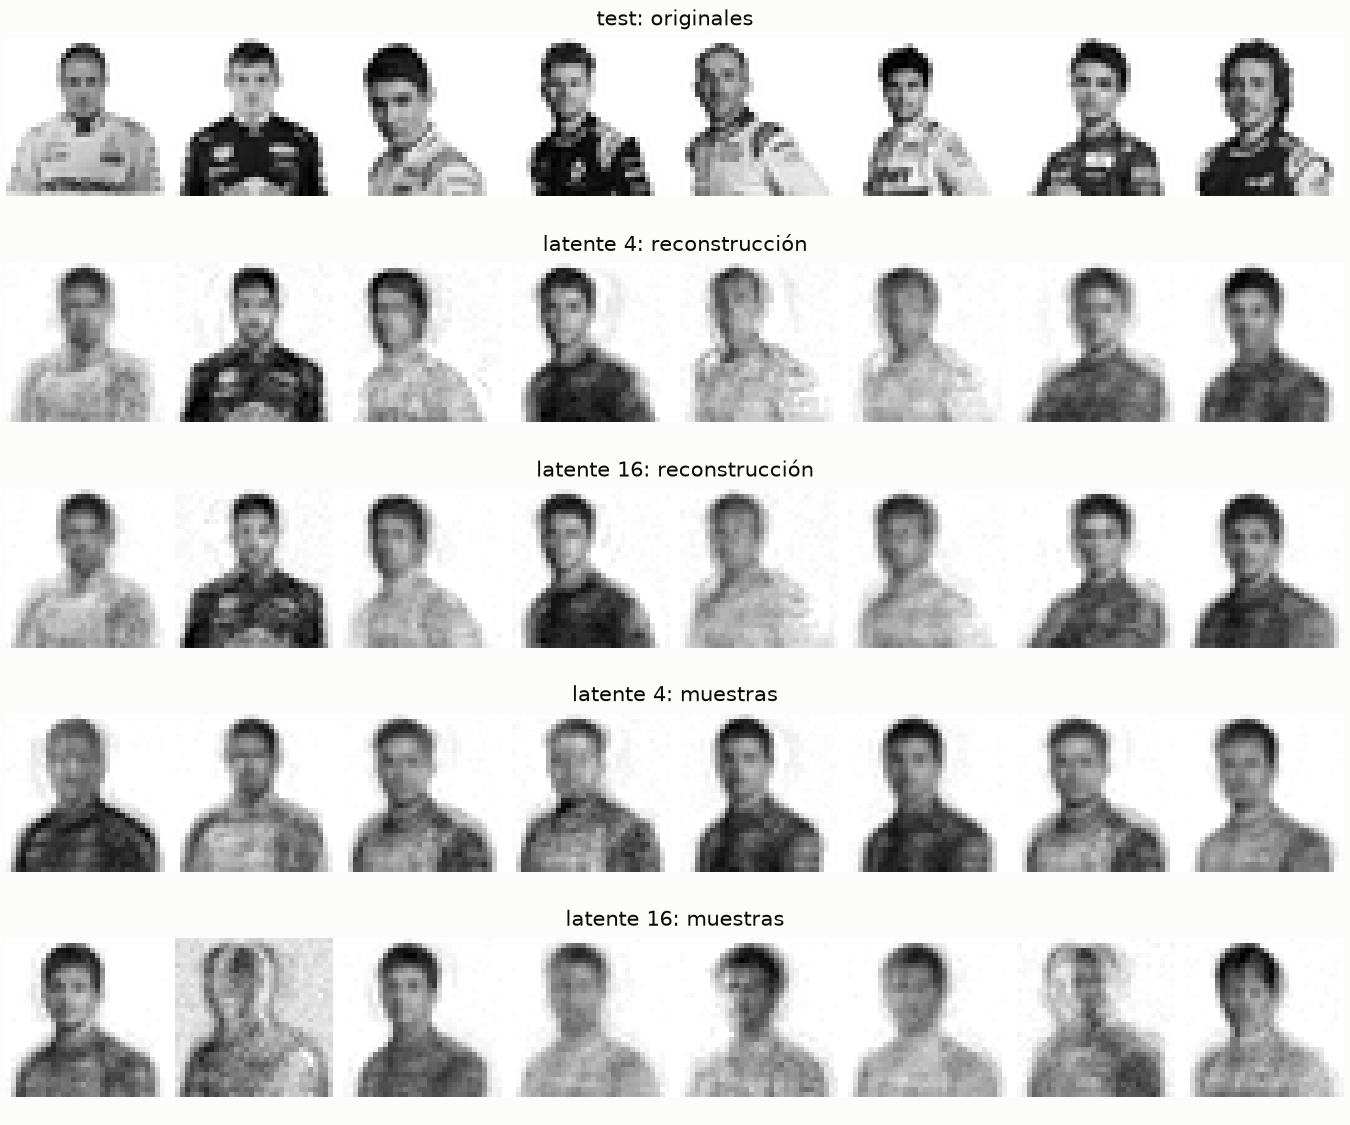 test: originales
latente 4: reconstrucción
latente 16: reconstrucción
latente 4: muestras
latente 16: muestras